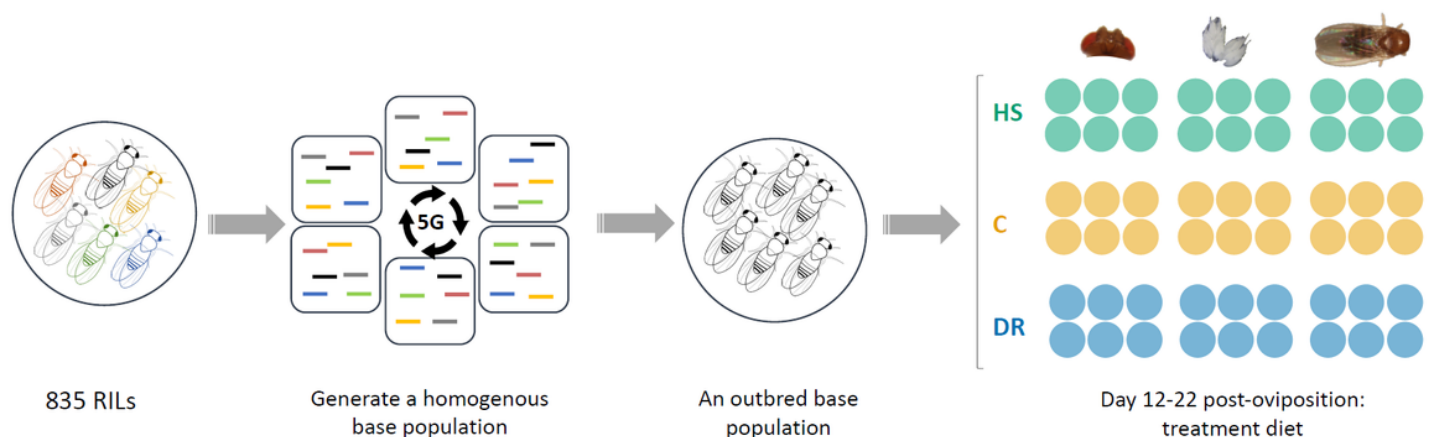 HS
5G
C
DR
835 RILs
Generate a homogenous
base population
An outbred base
population
Day 12-22 post-oviposition:
treatment diet